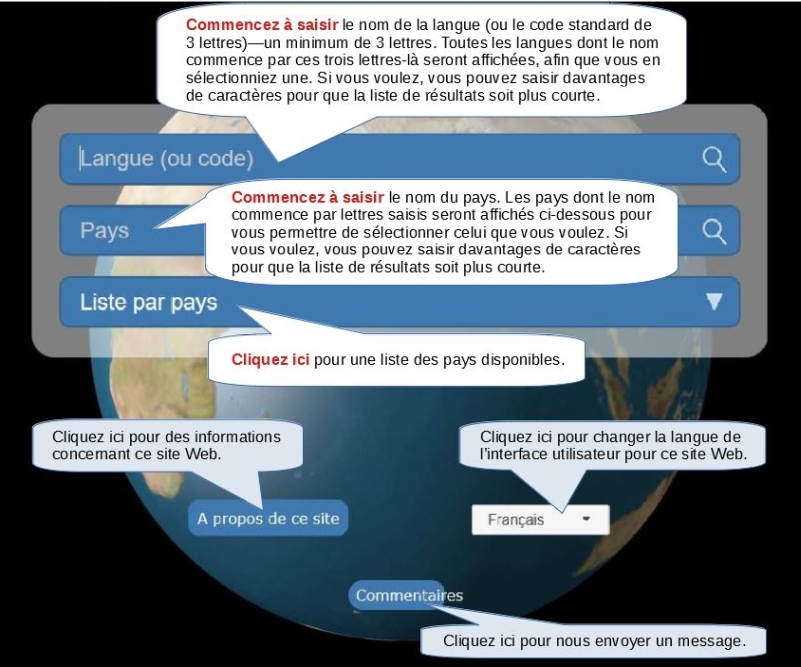 Commencez à saisir le nom de la langue (ou le code standard de
3 lettres)—un minimum de 3 lettres. Toutes les langues dont le nom
commence par ces trois lettres-là seront affichées, afin que vous en
sélectionniez une. Si vous voulez, vous pouvez saisir davantages
de caractères pour que la liste de résultats soit plus courte.
Langue (ou code)
Commencez à saisir le nom du pays. Les pays dont le nom
commence par lettres saisis seront affichés ci-dessous pour
vous permettre de sélectionner celui que vous voulez. Si
vous voulez, vous pouvez saisir davantages de caractères
pour que la liste de résultats soit plus courte.
Pays
Liste par pays
Cliquez ici pour une liste des pays disponibles.
Cliquez ici pour des informations
concernant ce site Web.
Cliquez ici pour changer la langue de
l'interface utilisateur pour ce site Web.
A propos de ce site
Français
Commentaires
Cliquez ici pour nous envoyer un message.